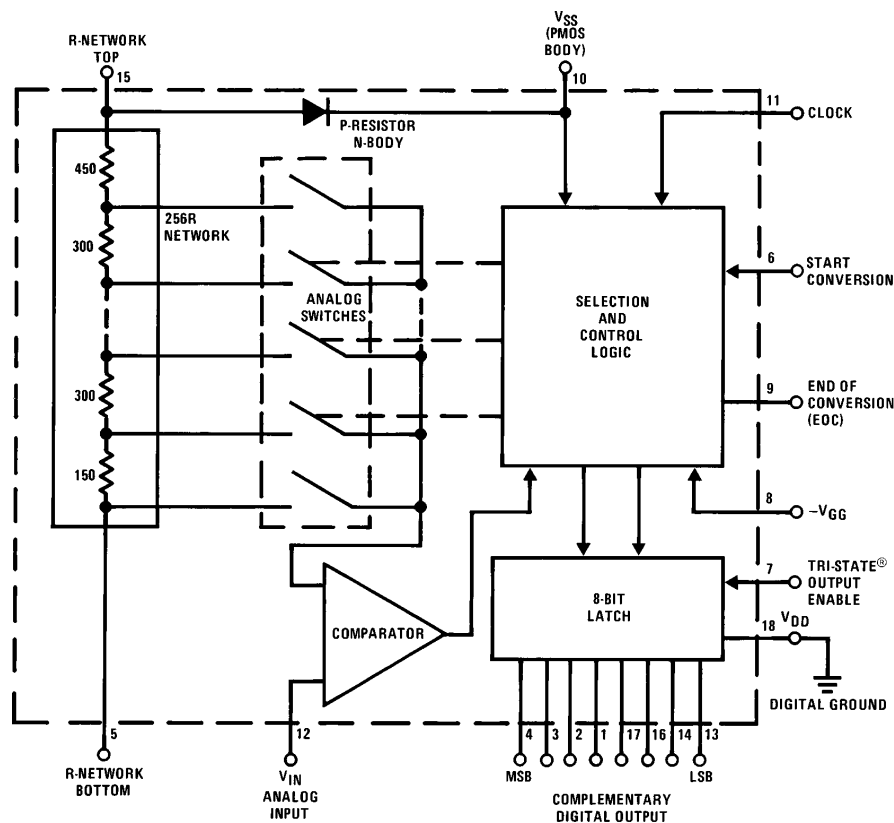 R-NETWORK
TOP
15
VSS
(PMOS
BODY)
10
11
CLOCK
P-RESISTOR
N-BODY
450
256R
NETWORK
300
ANALOG
SWITCHES
300
150
SELECTION
AND
CONTROL
LOGIC
6
START
CONVERSION
9
END OF
CONVERSION
(EOC)
8
–VGG
7
TRI-STATE®
OUTPUT
ENABLE
8-BIT
LATCH
18
VDD
DIGITAL GROUND
COMPARATOR
5
R-NETWORK
BOTTOM
12
VIN
ANALOG
INPUT
4 3 2 1 17 16 14 13
MSB LSB
COMPLEMENTARY
DIGITAL OUTPUT